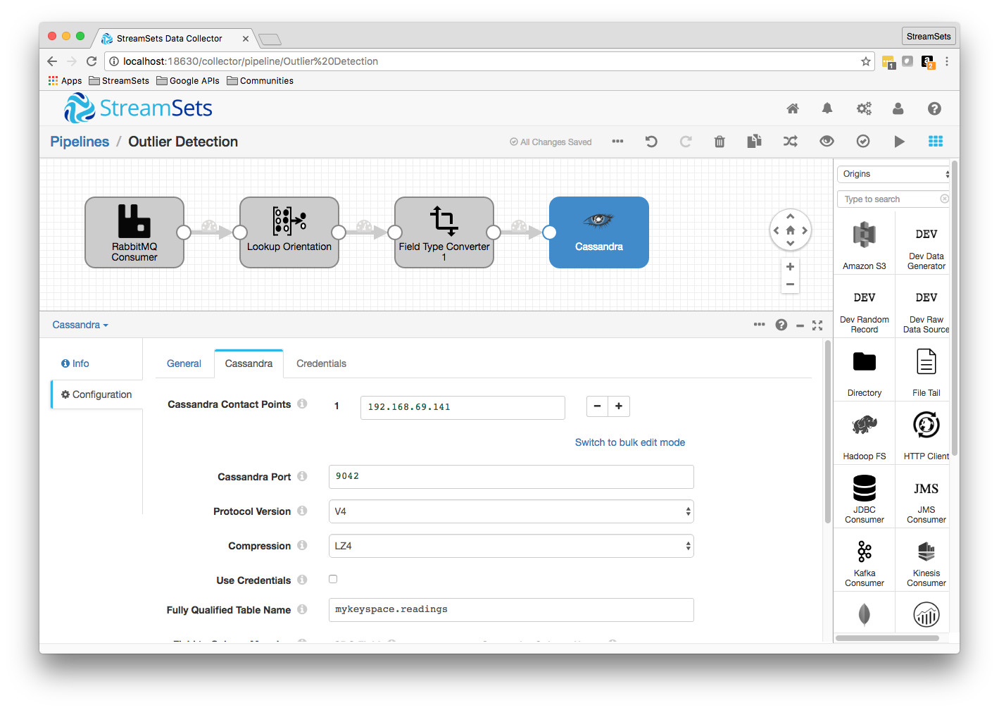 StreamSets Data Collector
StreamSets
localhost:18630/collector/pipeline/Outlier%20Detection
1
2
Apps StreamSets Google APIs Communities
StreamSets
Pipelines / Outlier Detection
All Changes Saved
RabbitMQ
Consumer
Lookup Orientation
Field Type Converter
1
Cassandra
Origins
Type to search
Amazon S3
DEV
Dev Data
Generator
DEV
Dev Random
Record
DEV
Dev Raw
Data Source
Directory
File Tail
Hadoop FS
HTTP Client
JDBC
Consumer
JMS
JMS
Consumer
Kafka
Consumer
Kinesis
Consumer
Cassandra
Info
Configuration
General Cassandra Credentials
Cassandra Contact Points 1 192.168.69.141
Switch to bulk edit mode
Cassandra Port 9042
Protocol Version V4
Compression LZ4
Use Credentials
Fully Qualified Table Name mykeyspace.readings